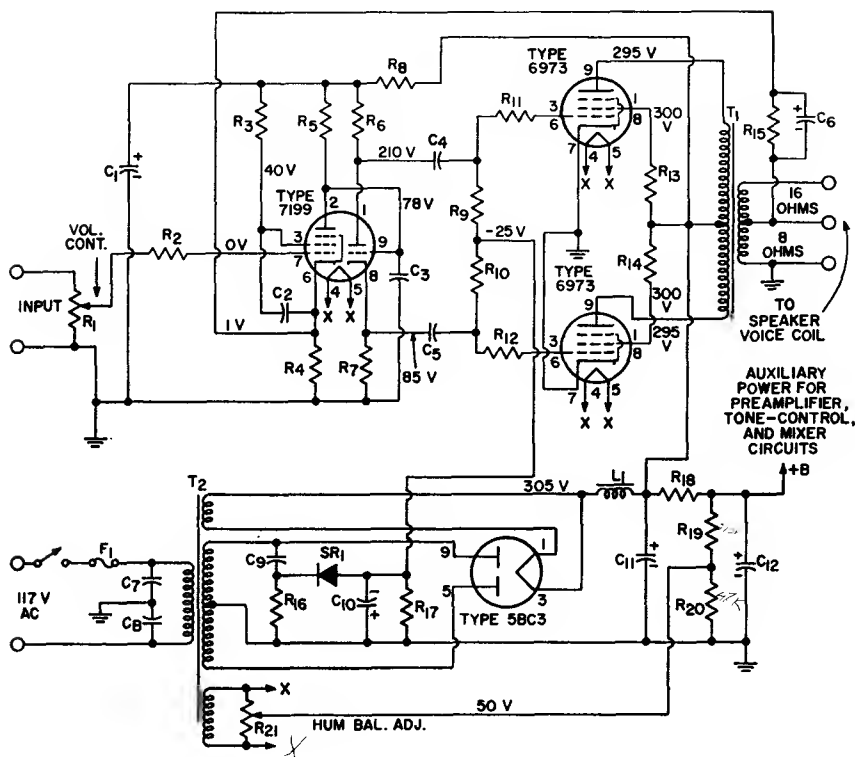 TYPE
6973
295 V
9
R8
R11
3
6
1
8
300
V
T1
R15
+
-
C6
R3
R5
R6
C4
7
4
5
X X
R13
210 V
40 V
C1
+
-
TYPE
7199
2
1
78 V
R9
16
OHMS
VOL.
CONT.
R2
0 V
3
7
9
-25 V
8
OHMS
R14
6
4
5
8
C3
R10
TYPE
6973
300
V
INPUT
R1
C2
X X
9
295
V
TO
SPEAKER
VOICE COIL
1 V
C5
R12
3
6
1
8
R4
R7
85 V
7
4
5
X X
AUXILIARY
POWER FOR
PREAMPLIFIER,
TONE-CONTROL,
AND MIXER
CIRCUITS
+B
T2
305 V
L1
R18
F1
C9
SR1
9
1
R19
C7
5
C11
+
-
C12
+
-
117 V
AC
R16
C10
-
+
R17
3
R20
C8
TYPE 5BC3
X
50 V
R21
HUM BAL. ADJ.
X